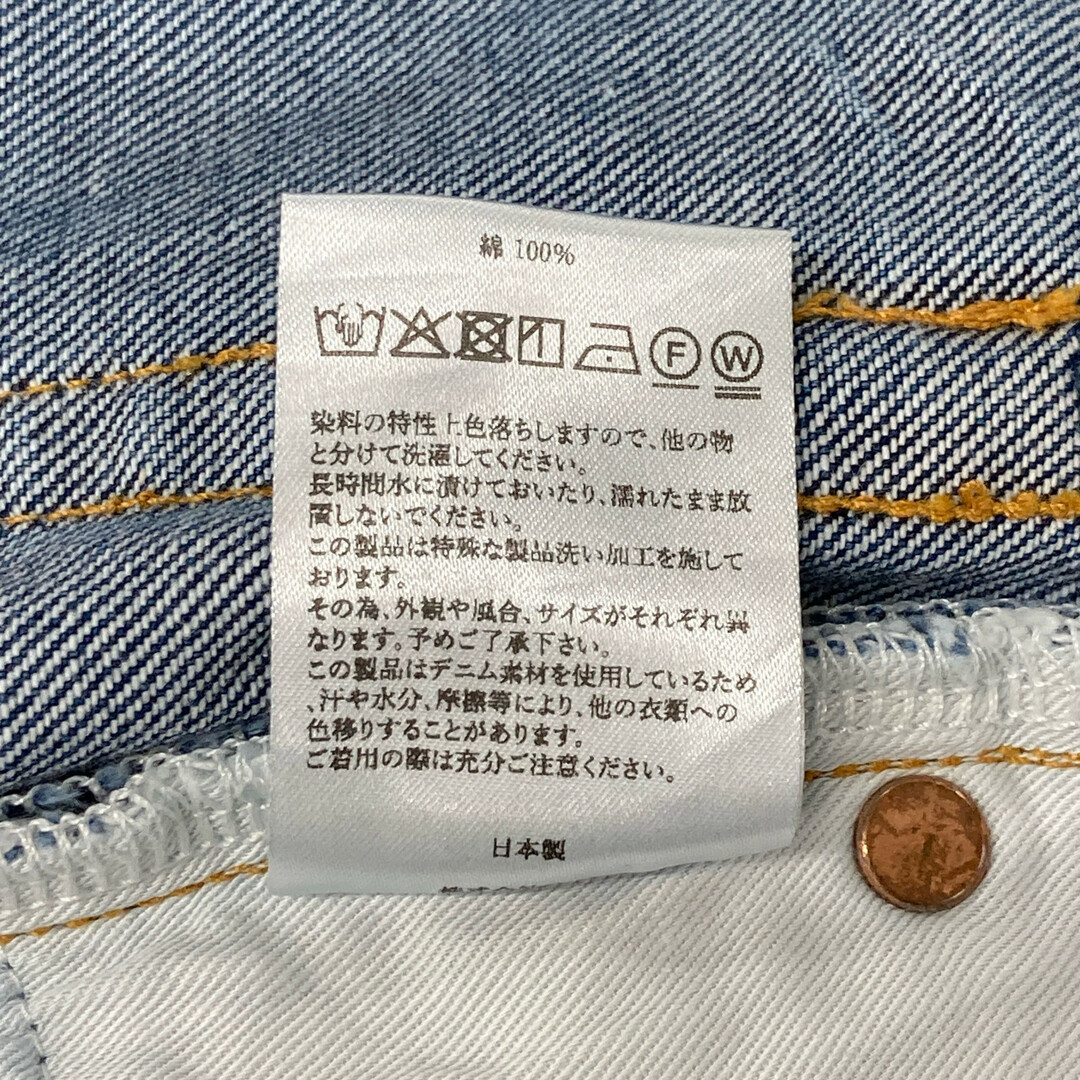 綿 100%
F W
染料の特性上色落ちしますので、他の物
と分けて洗濯してください。
長時間水に漬けておいたり、濡れたまま放
置しないでください。
この製品は特殊な製品洗い加工を施して
おります。
その為、外観や風合、サイズがそれぞれ異
なります。予めご了承下さい。
この製品はデニム素材を使用しているため
、汗や水分、摩擦等により、他の衣類への
色移りすることがあります。
ご着用の際は充分ご注意ください。
日本製